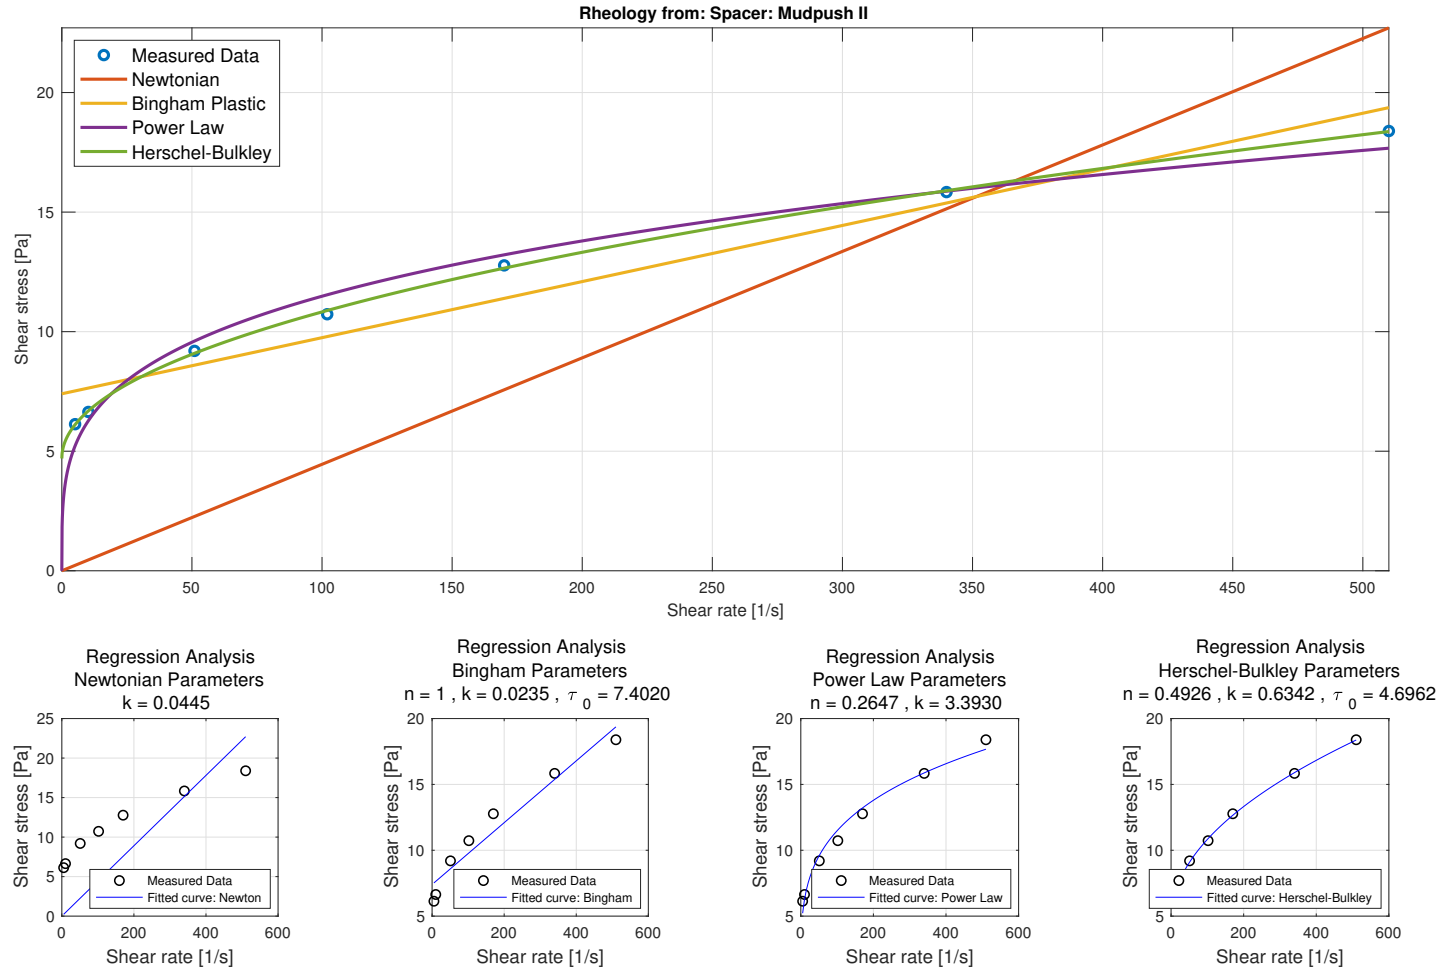 Rheology from: Spacer: Mudpush II
Measured Data
Newtonian
Bingham Plastic
Power Law
Herschel-Bulkley
Shear stress [Pa]
20
15
10
5
0
0 50 100 150 200 250 300 350 400 450 500
Shear rate [1/s]
Regression Analysis
Newtonian Parameters
k = 0.0445
Shear stress [Pa]
25
20
15
10
5
0
Measured Data
Fitted curve: Newton
0 200 400 600
Shear rate [1/s]
Regression Analysis
Bingham Parameters
n = 1 , k = 0.0235 , τ 0 = 7.4020
Shear stress [Pa]
20
15
10
5
Measured Data
Fitted curve: Bingham
0 200 400 600
Shear rate [1/s]
Regression Analysis
Power Law Parameters
n = 0.2647 , k = 3.3930
Shear stress [Pa]
20
15
10
5
Measured Data
Fitted curve: Power Law
0 200 400 600
Shear rate [1/s]
Regression Analysis
Herschel-Bulkley Parameters
n = 0.4926 , k = 0.6342 , τ 0 = 4.6962
Shear stress [Pa]
20
15
10
5
Measured Data
Fitted curve: Herschel-Bulkley
0 200 400 600
Shear rate [1/s]